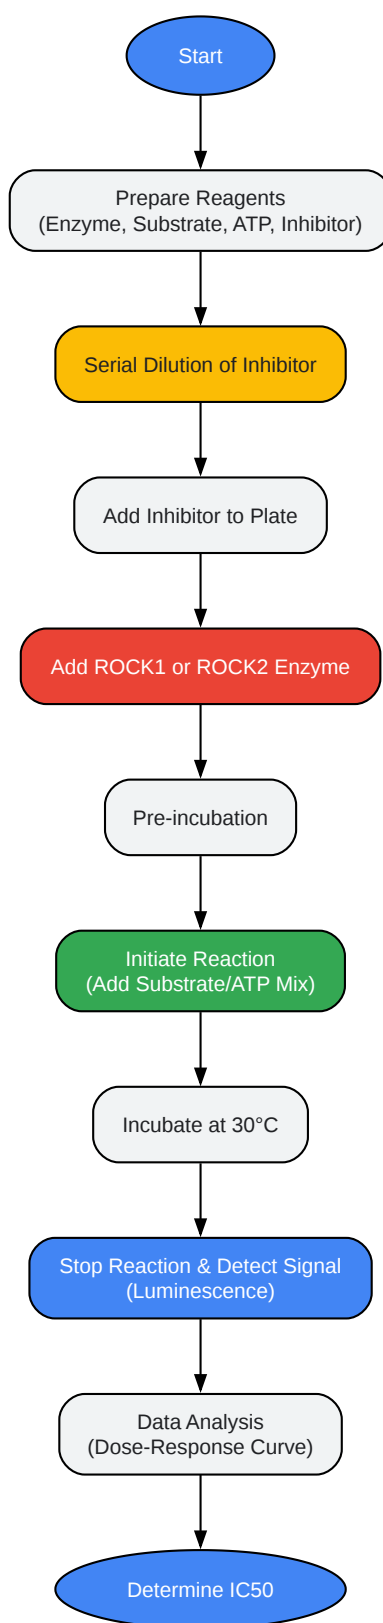 Start
Prepare Reagents
(Enzyme, Substrate, ATP, Inhibitor)
Serial Dilution of Inhibitor
Add Inhibitor to Plate
Add ROCK1 or ROCK2 Enzyme
Pre-incubation
Initiate Reaction
(Add Substrate/ATP Mix)
Incubate at 30°C
Stop Reaction & Detect Signal
(Luminescence)
Data Analysis
(Dose-Response Curve)
Determine IC50